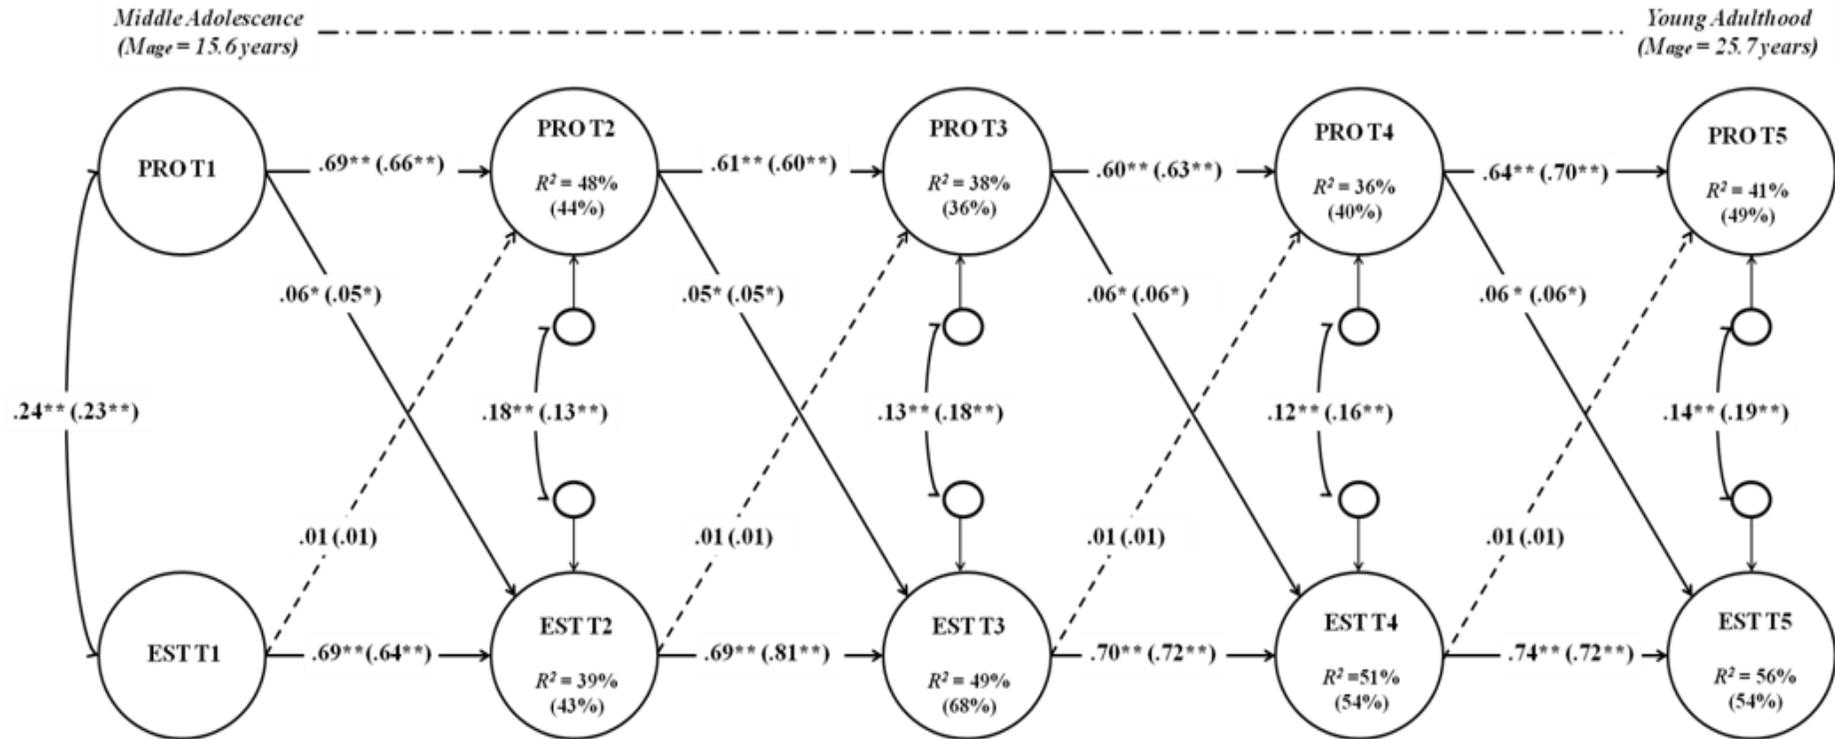 Middle Adolescence
(Mage = 15.6 years)
Young Adulthood
(Mage = 25.7 years)
PRO T1
.69** (.66**)
PRO T2
R² = 48%
(44%)
.61** (.60**)
PRO T3
R² = 38%
(36%)
.60** (.63**)
PRO T4
R² = 36%
(40%)
.64** (.70**)
PRO T5
R² = 41%
(49%)
.06* (.05*)
.05* (.05*)
.06* (.06*)
.06 * (.06*)
.24** (.23**)
.18** (.13**)
.13** (.18**)
.12** (.16**)
.14** (.19**)
.01 (.01)
.01 (.01)
.01 (.01)
.01 (.01)
EST T1
.69**(.64**)
EST T2
R² = 39%
(43%)
.69** (.81**)
EST T3
R² = 49%
(68%)
.70** (.72**)
EST T4
R² =51%
(54%)
.74** (.72**)
EST T5
R² = 56%
(54%)